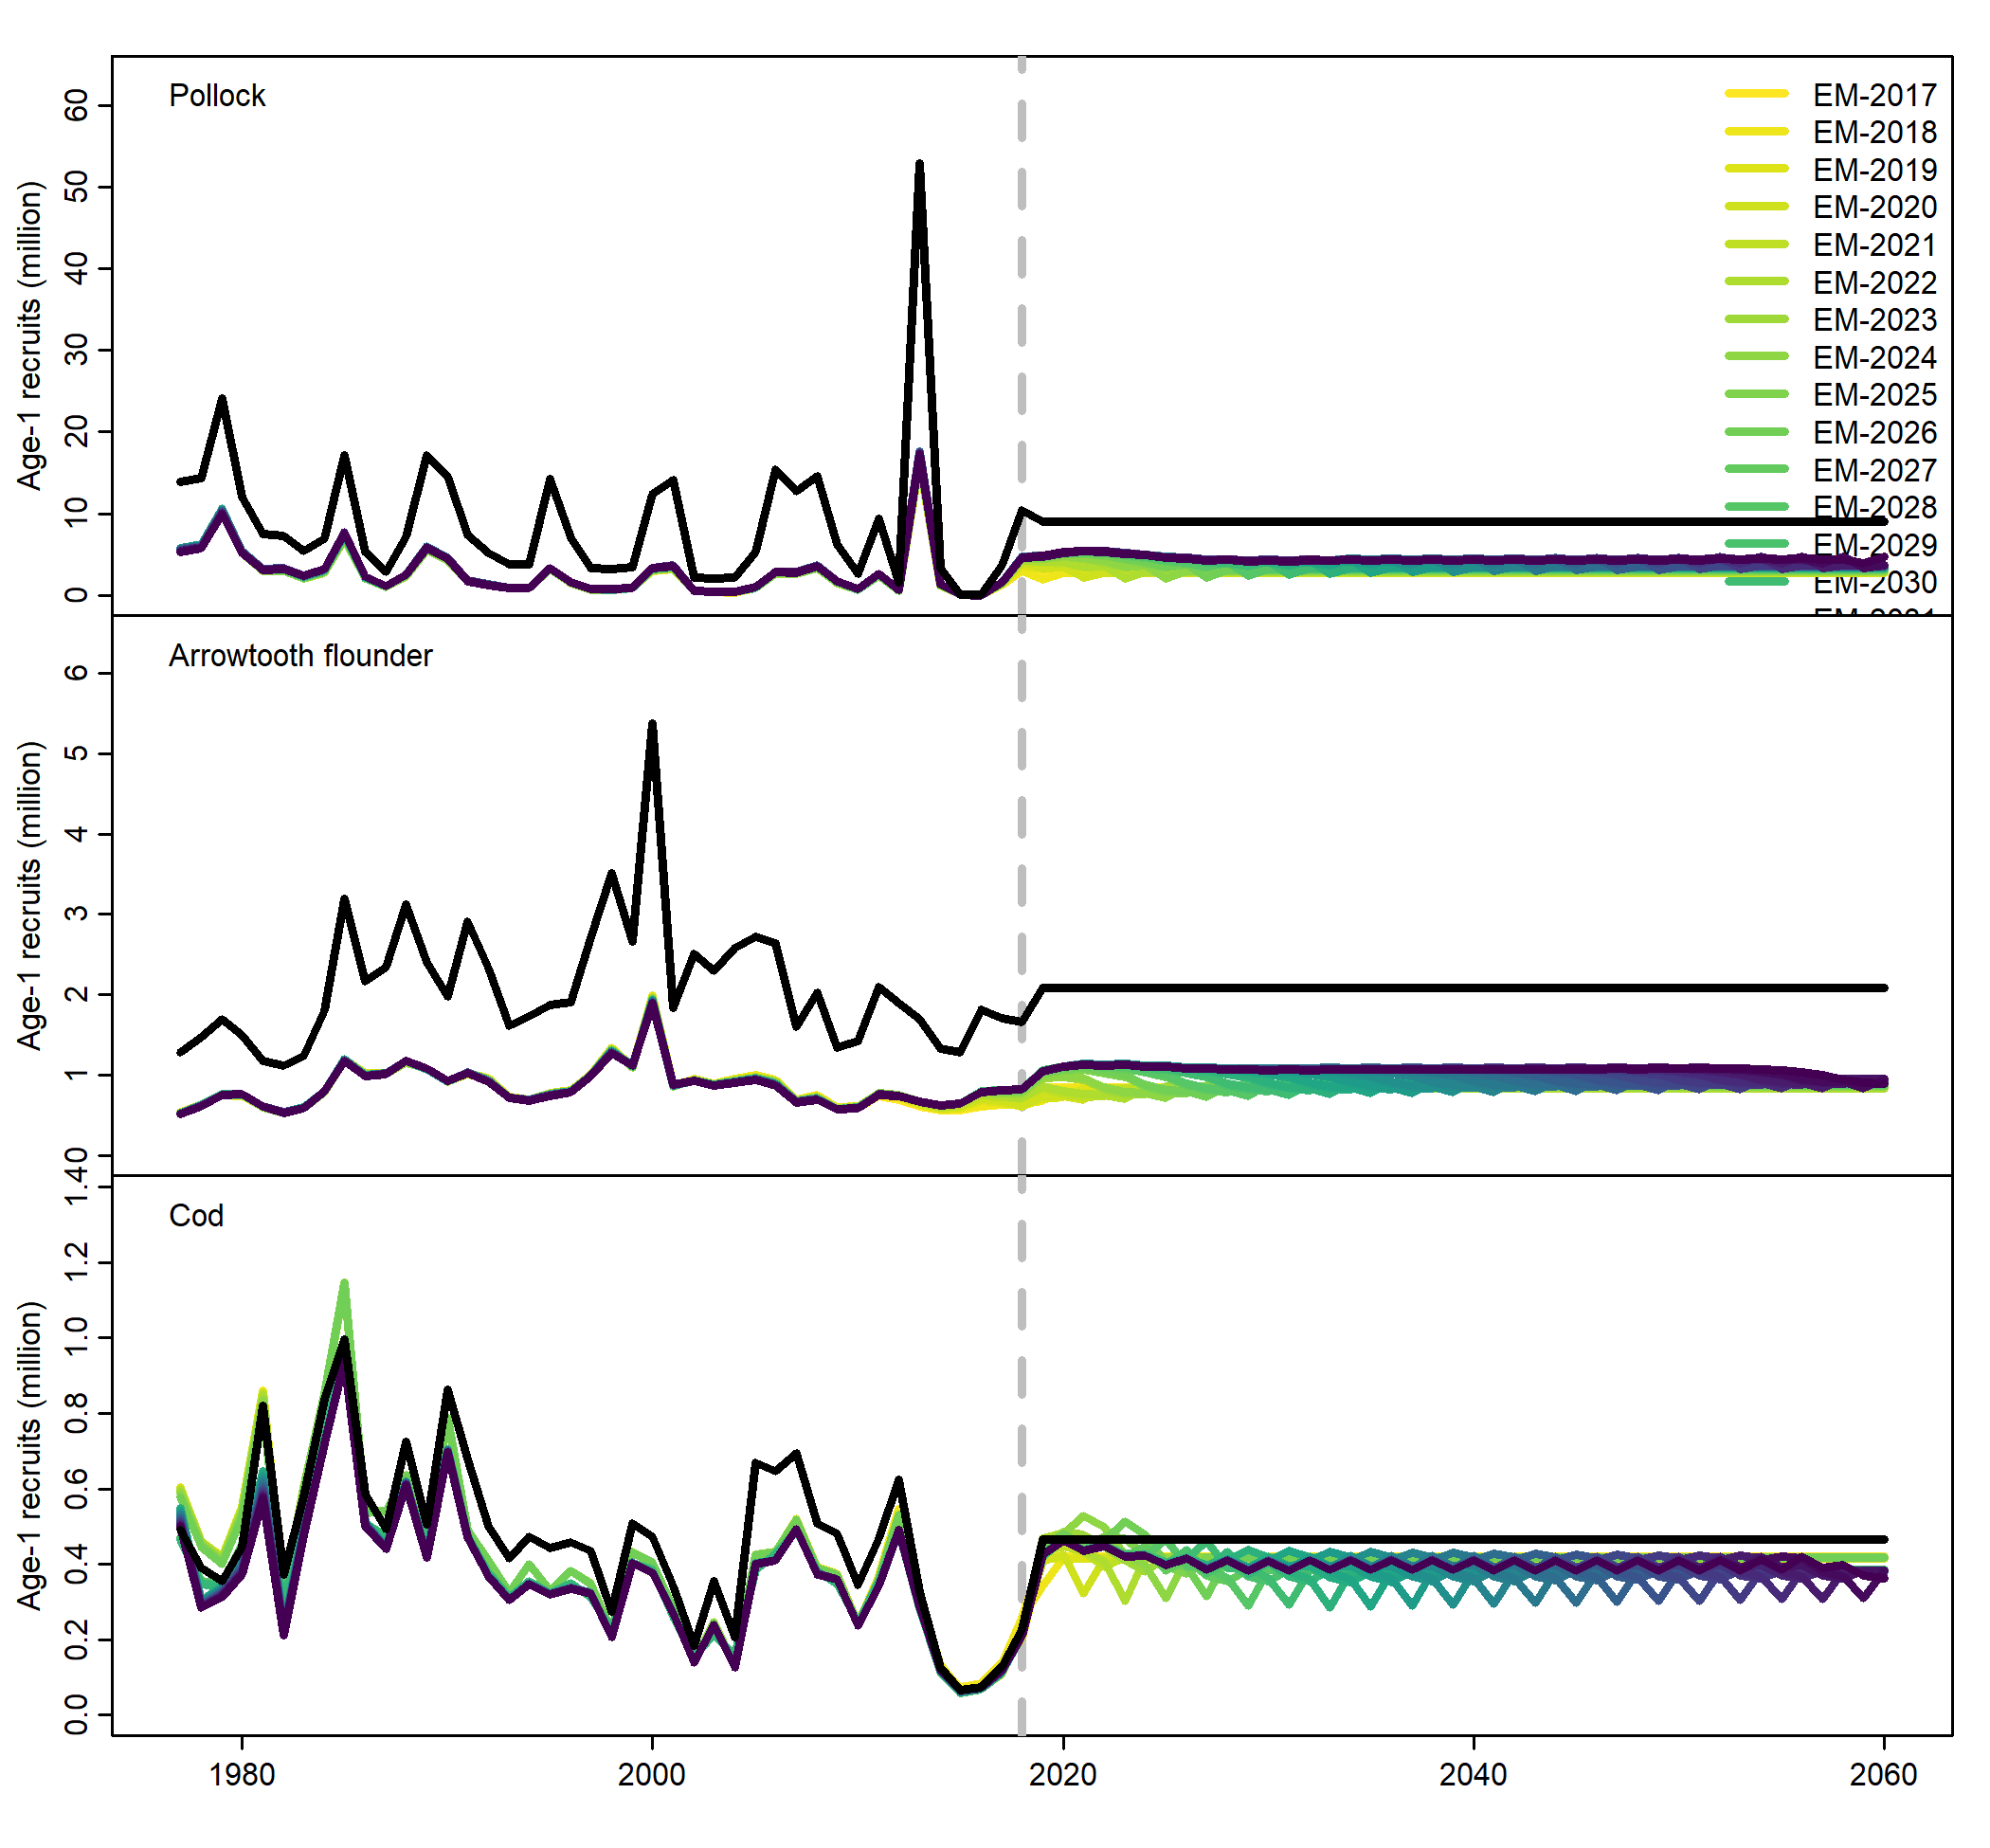 Pollock
Age-1 recruits (million)
60
50
40
30
20
10
0
EM-2017
EM-2018
EM-2019
EM-2020
EM-2021
EM-2022
EM-2023
EM-2024
EM-2025
EM-2026
EM-2027
EM-2028
EM-2029
EM-2030
Arrowtooth flounder
Age-1 recruits (million)
6
5
4
3
2
1
0
Cod
Age-1 recruits (million)
1.4
1.2
1.0
0.8
0.6
0.4
0.2
0.0
1980 2000 2020 2040 2060